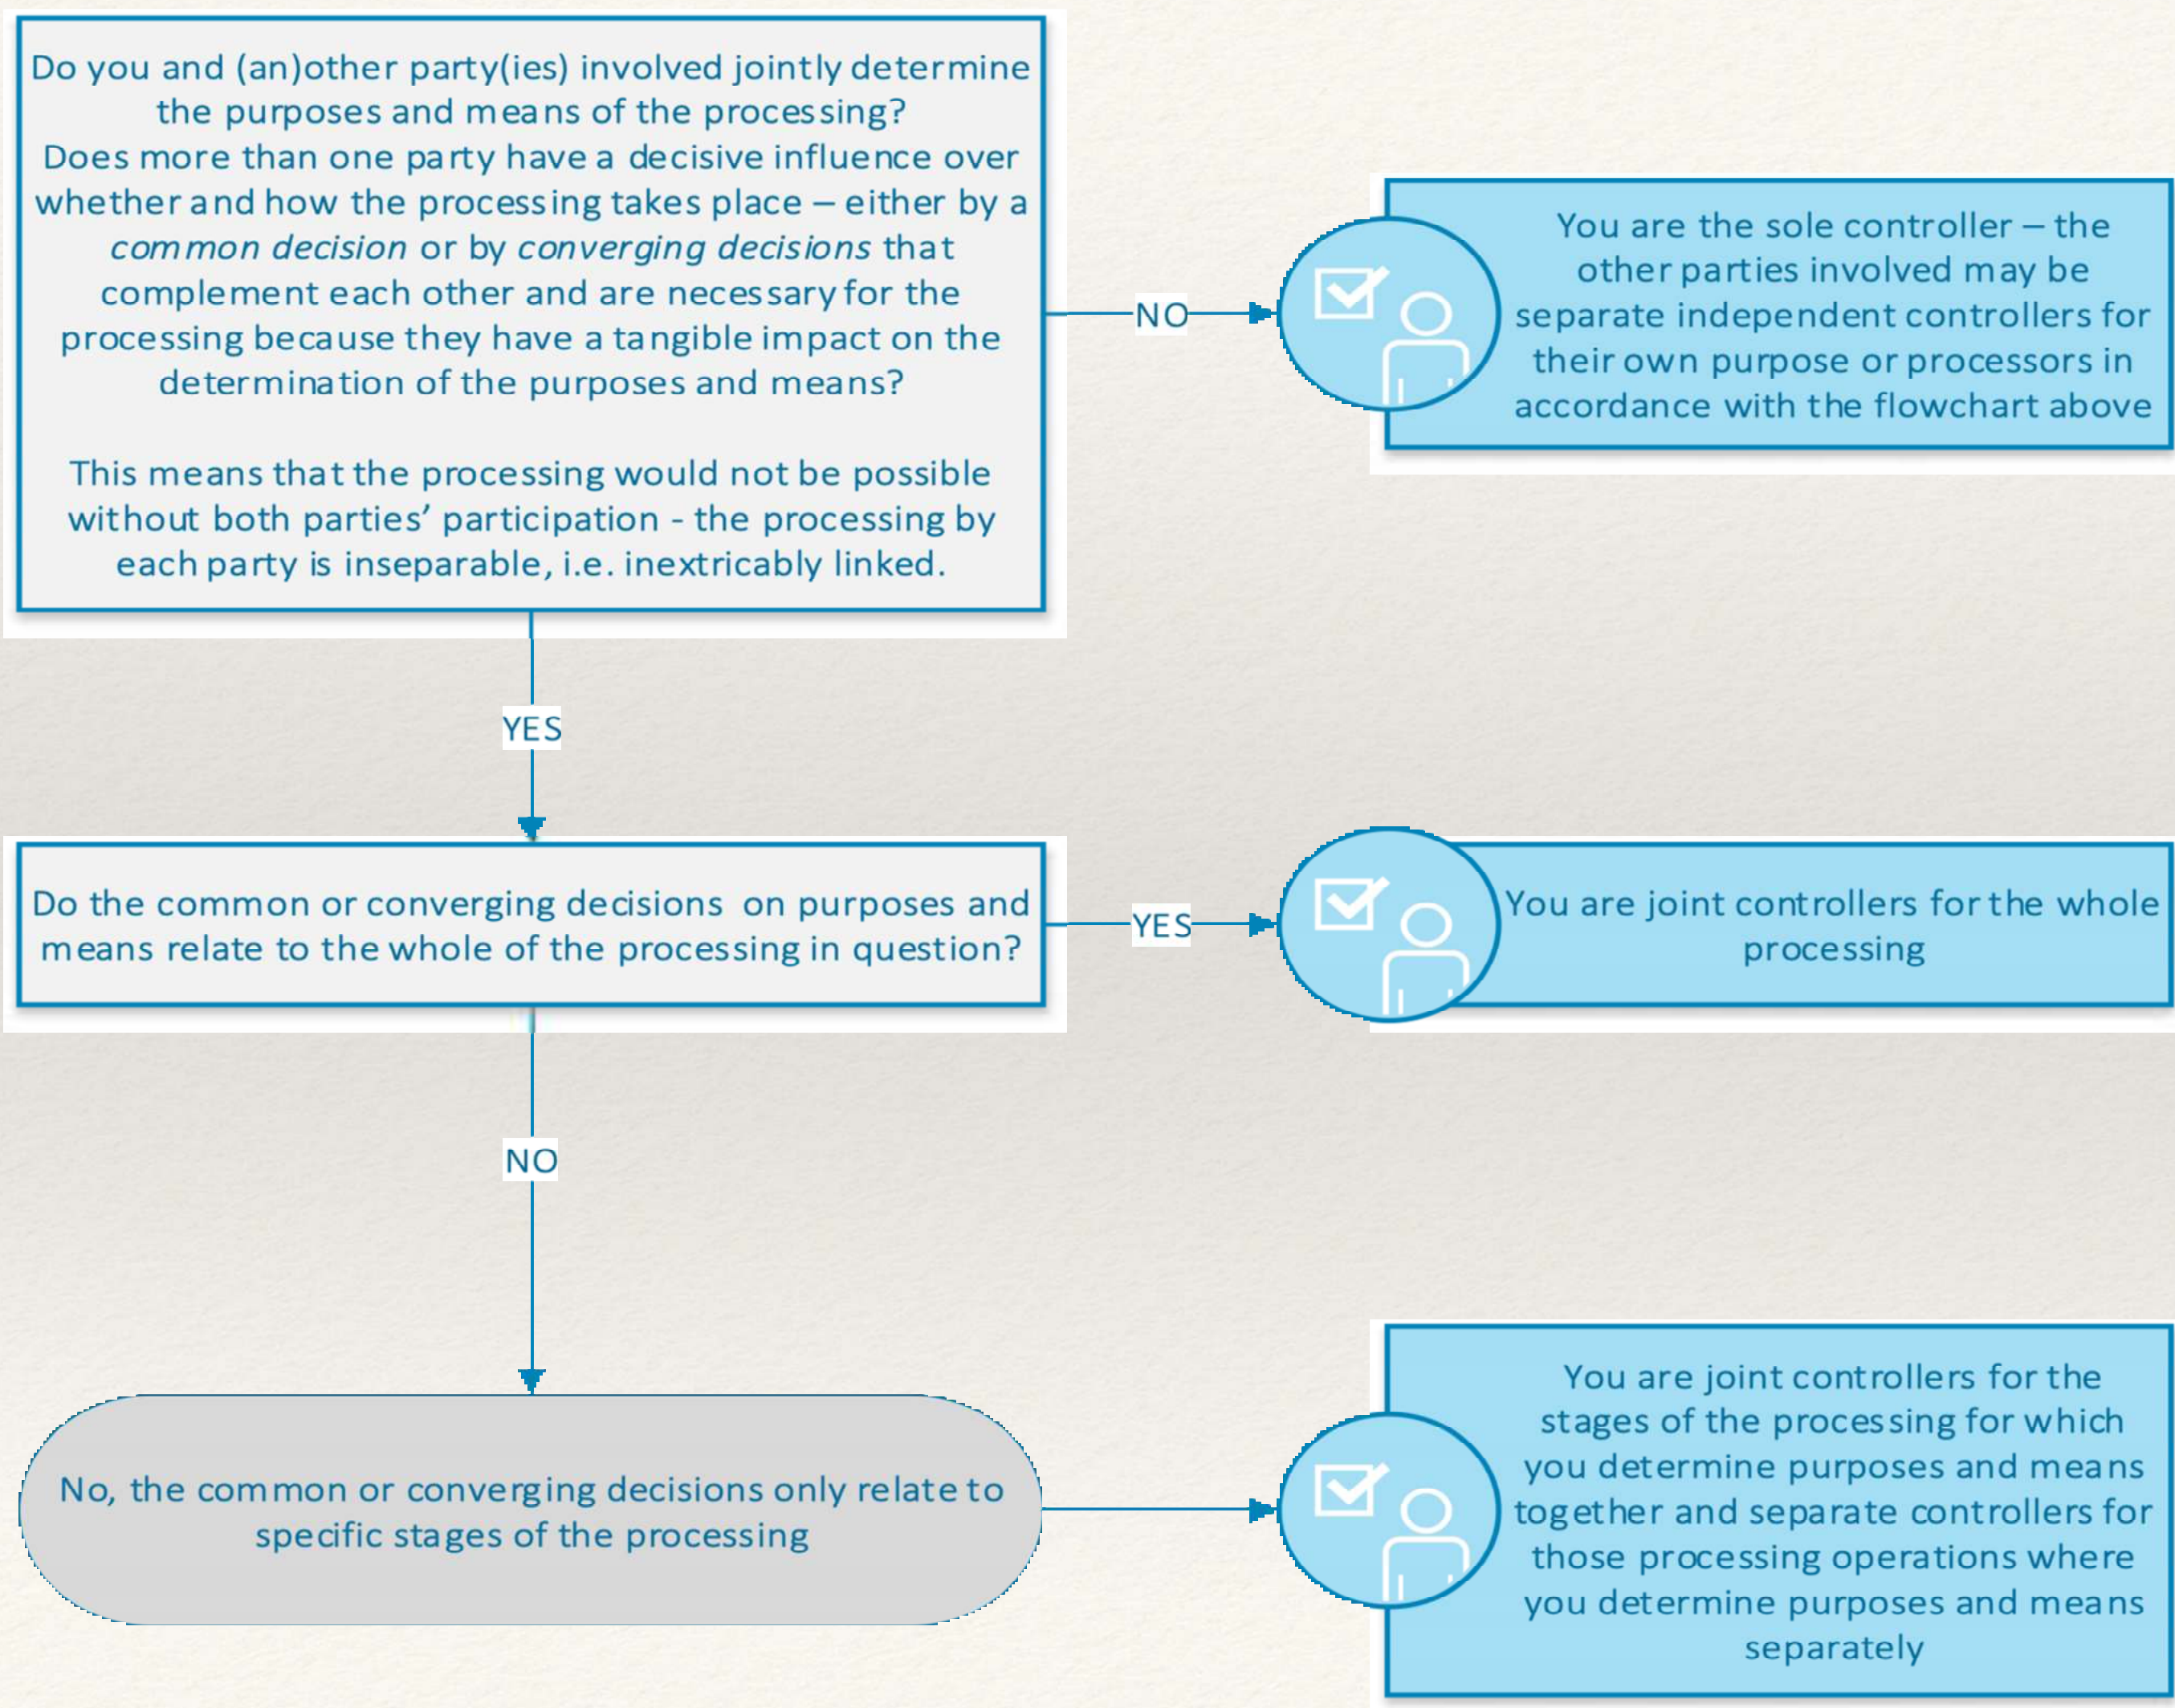 Do you and (an)other party(ies) involved jointly determine
the purposes and means of the processing?
Does more than one party have a decisive influence over
whether and how the processing takes place – either by a
common decision or by converging decisions that
complement each other and are necessary for the
processing because they have a tangible impact on the
determination of the purposes and means?
This means that the processing would not be possible
without both parties’ participation - the processing by
each party is inseparable, i.e. inextricably linked.
NO
You are the sole controller – the
other parties involved may be
separate independent controllers for
their own purpose or processors in
accordance with the flowchart above
YES
Do the common or converging decisions on purposes and
means relate to the whole of the processing in question?
YES
You are joint controllers for the whole
processing
NO
No, the common or converging decisions only relate to
specific stages of the processing
You are joint controllers for the
stages of the processing for which
you determine purposes and means
together and separate controllers for
those processing operations where
you determine purposes and means
separately